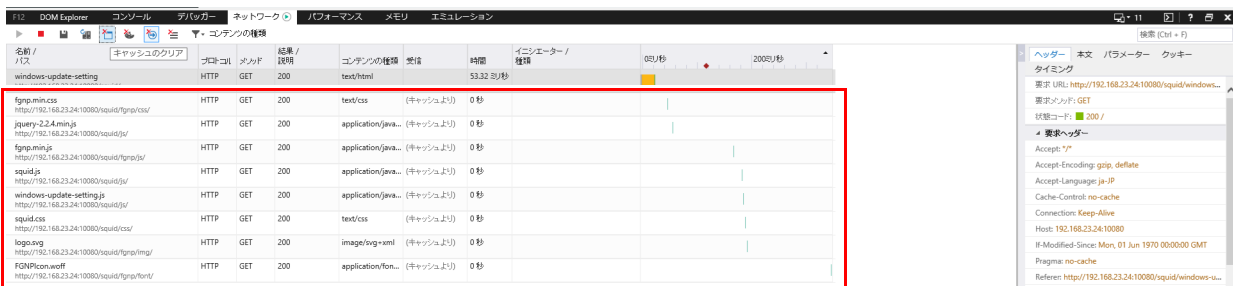 F12 DOM Explorer コンソール デバッガー ネットワーク パフォーマンス メモリ エミュレーション 11 ?
コンテンツの種類 検索 (Ctrl + F)
キャッシュのクリア
名前 / パス プロトコル メソッド 結果 / 説明 コンテンツの種類 受信 時間 イニシエーター / 種類 0ミリ秒 200ミリ秒
windows-update-setting HTTP GET 200 text/html 53.32 ミリ秒
fgnp.min.css HTTP GET 200 text/css (キャッシュより) 0 秒
http://192.168.23.24:10080/squid/fgnp/css/
jquery-2.2.4.min.js HTTP GET 200 application/java... (キャッシュより) 0 秒
http://192.168.23.24:10080/squid/js/
fgnp.min.js HTTP GET 200 application/java... (キャッシュより) 0 秒
http://192.168.23.24:10080/squid/fgnp/js/
squid.js HTTP GET 200 application/java... (キャッシュより) 0 秒
http://192.168.23.24:10080/squid/js/
windows-update-setting.js HTTP GET 200 application/java... (キャッシュより) 0 秒
http://192.168.23.24:10080/squid/js/
squid.css HTTP GET 200 text/css (キャッシュより) 0 秒
http://192.168.23.24:10080/squid/css/
logo.svg HTTP GET 200 image/svg+xml (キャッシュより) 0 秒
http://192.168.23.24:10080/squid/fgnp/img/
FGNPIcon.woff HTTP GET 200 application/fon... (キャッシュより) 0 秒
http://192.168.23.24:10080/squid/fgnp/font/
ヘッダー 本文 パラメーター クッキー
タイミング
要求 URL: http://192.168.23.24:10080/squid/windows...
要求メソッド: GET
状態コード: 200 /
要求ヘッダー
Accept: */*
Accept-Encoding: gzip, deflate
Accept-Language: ja-JP
Cache-Control: no-cache
Connection: Keep-Alive
Host: 192.168.23.24:10080
If-Modified-Since: Mon, 01 Jun 1970 00:00:00 GMT
Pragma: no-cache
Referer: http://192.168.23.24:10080/squid/windows-u...